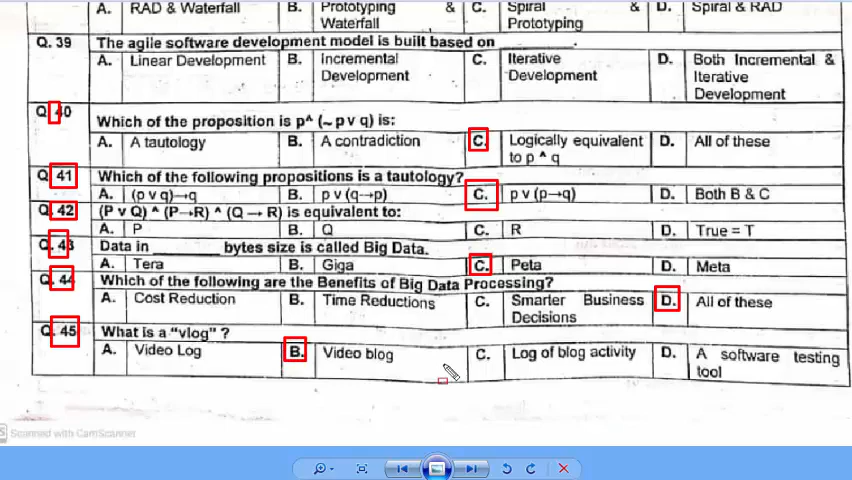 A. RAD & Waterfall B. Prototyping & Waterfall C. Spiral & Prototyping D. Spiral & RAD
Q. 39 The agile software development model is built based on ________.
A. Linear Development B. Incremental Development C. Iterative Development D. Both Incremental & Iterative Development
Q. 40 Which of the proposition is p^ (~ p v q) is:
A. A tautology B. A contradiction C. Logically equivalent to p ^ q D. All of these
Q. 41 Which of the following propositions is a tautology?
A. (p v q)→q B. p v (q→p) C. p v (p→q) D. Both B & C
Q. 42 (P v Q) ^ (P→R) ^ (Q → R) is equivalent to:
A. P B. Q C. R D. True = T
Q. 43 Data in _______ bytes size is called Big Data.
A. Tera B. Giga C. Peta D. Meta
Q. 44 Which of the following are the Benefits of Big Data Processing?
A. Cost Reduction B. Time Reductions C. Smarter Business Decisions D. All of these
Q. 45 What is a "vlog" ?
A. Video Log B. Video blog C. Log of blog activity D. A software testing tool
Scanned with CamScanner